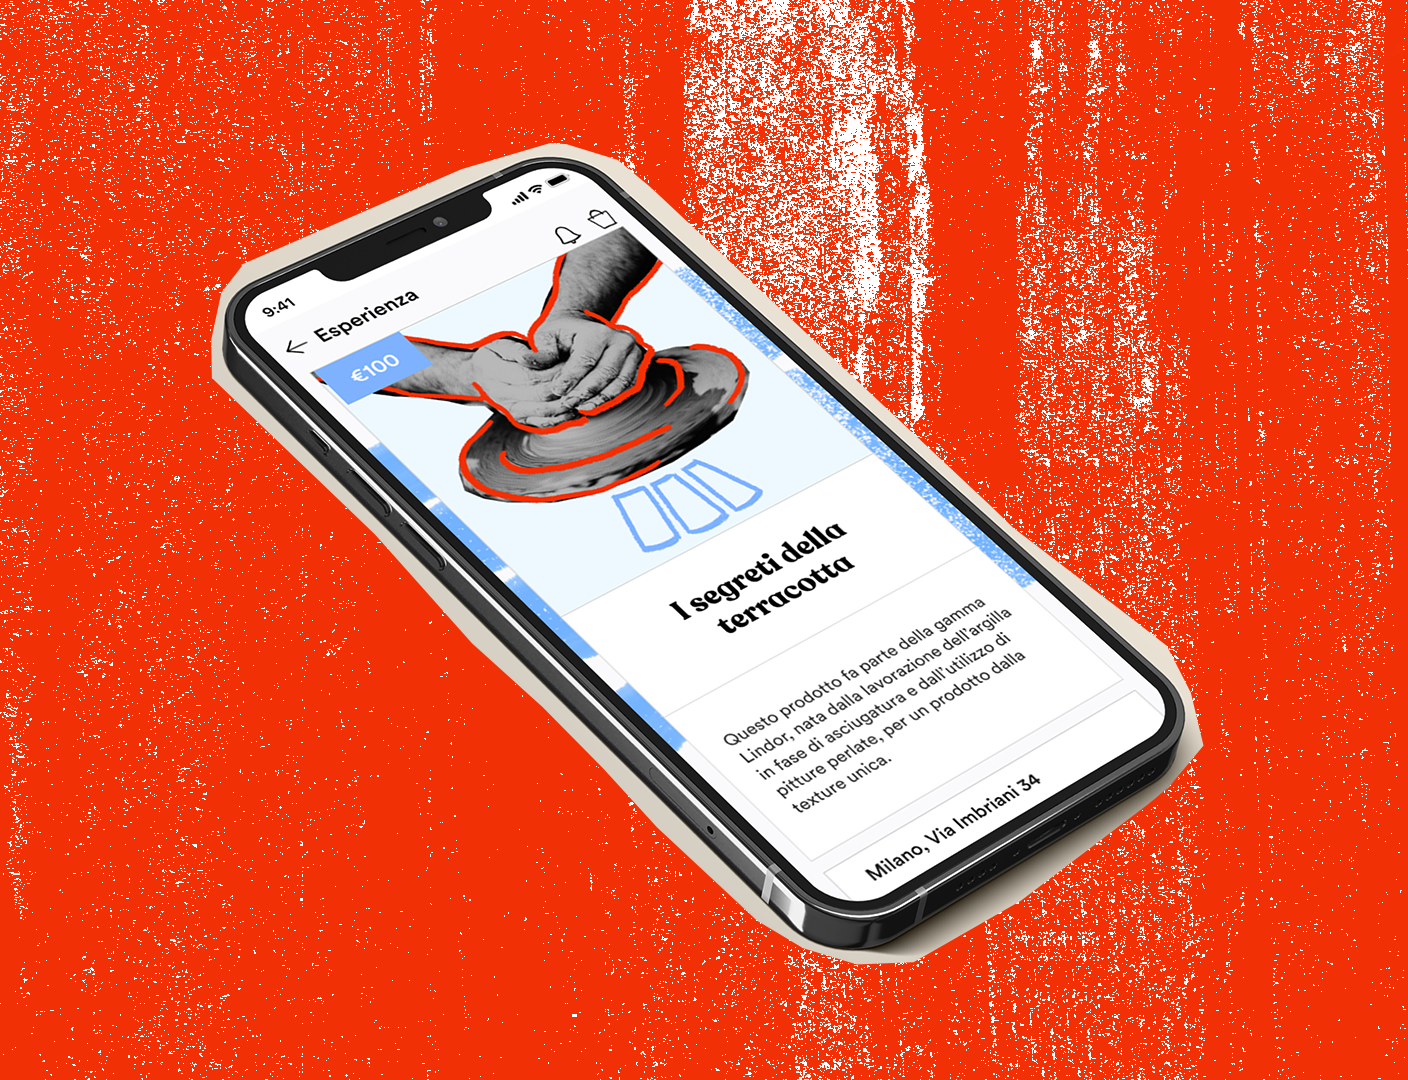 9:41
Esperienza
€100
I segreti della
terracotta
Questo prodotto fa parte della gamma
Lindor, nata dalla lavorazione dell'argilla
in fase di asciugatura e dall'utilizzo di
pitture perlate, per un prodotto dalla
texture unica.
Milano, Via Imbriani 34